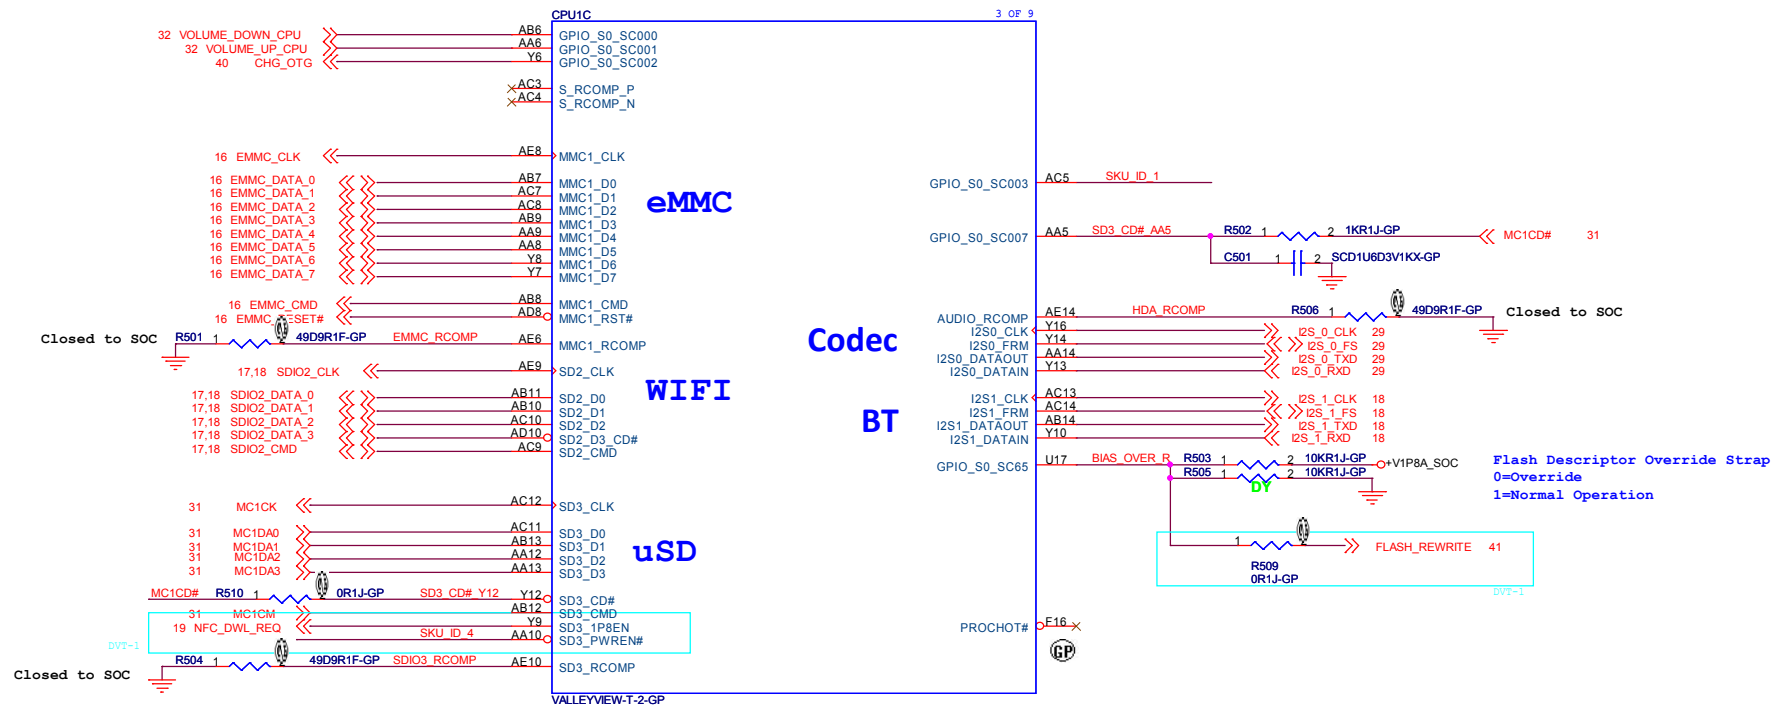 CPU1C 3 OF 9
32 VOLUME_DOWN_CPU AB6 GPIO_S0_SC000
32 VOLUME_UP_CPU AA6 GPIO_S0_SC001
40 CHG_OTG Y6 GPIO_S0_SC002
AC3 S_RCOMP_P
AC4 S_RCOMP_N
16 EMMC_CLK AE8 MMC1_CLK
16 EMMC_DATA_0 AB7 MMC1_D0
16 EMMC_DATA_1 AC7 MMC1_D1
16 EMMC_DATA_2 AC8 MMC1_D2
16 EMMC_DATA_3 AB9 MMC1_D3
16 EMMC_DATA_4 AA9 MMC1_D4
16 EMMC_DATA_5 AA8 MMC1_D5
16 EMMC_DATA_6 Y8 MMC1_D6
16 EMMC_DATA_7 Y7 MMC1_D7
eMMC
16 EMMC_CMD AB8 MMC1_CMD
16 AD8 MMC1_RST#
Closed to SOC R501 1 49D9R1F-GP EMMC_RCOMP AE6 MMC1_RCOMP
17,18 SDIO2_CLK AE9 SD2_CLK
WIFI
17,18 SDIO2_DATA_0 AB11 SD2_D0
17,18 SDIO2_DATA_1 AB10 SD2_D1
17,18 SDIO2_DATA_2 AC10 SD2_D2
17,18 SDIO2_DATA_3 AD10 SD2_D3_CD#
17,18 SDIO2_CMD AC9 SD2_CMD
31 MC1CK AC12 SD3_CLK
31 MC1DA0 AC11 SD3_D0
31 MC1DA1 AB13 SD3_D1
31 MC1DA2 AA12 SD3_D2
31 MC1DA3 AA13 SD3_D3
uSD
MC1CD# R510 1 0R1J-GP SD3_CD#_Y12 Y12 SD3_CD#
31 MC1CM AB12 SD3_CMD
19 NFC_DWL_REQ Y9 SD3_1P8EN
SKU_ID_4 AA10 SD3_PWREN#
DVT-1
Closed to SOC R504 1 49D9R1F-GP SDIO3_RCOMP AE10 SD3_RCOMP
VALLEYVIEW-T-2-GP
GPIO_S0_SC003 AC5 SKU_ID_1
GPIO_S0_SC007 AA5 SD3_CD#_AA5 R502 1 2 1KR1J-GP MC1CD# 31
C501 1 2 SCD1U6D3V1KX-GP
AUDIO_RCOMP AE14 HDA_RCOMP R506 1 49D9R1F-GP Closed to SOC
Codec
I2S0_CLK Y16 I2S_0_CLK 29
I2S0_FRM Y14 I2S_0_FS 29
I2S0_DATAOUT AA14 I2S_0_TXD 29
I2S0_DATAIN Y13 I2S_0_RXD 29
BT
I2S1_CLK AC13 I2S_1_CLK 18
I2S1_FRM AC14 I2S_1_FS 18
I2S1_DATAOUT AB14 I2S_1_TXD 18
I2S1_DATAIN Y10 I2S_1_RXD 18
GPIO_S0_SC65 U17 BIAS_OVER_R R503 1 2 10KR1J-GP +V1P8A_SOC
R505 1 2 10KR1J-GP
DY
Flash Descriptor Override Strap
0=Override
1=Normal Operation
1 FLASH_REWRITE 41
R509
0R1J-GP
DVT-1
PROCHOT# F16
GP